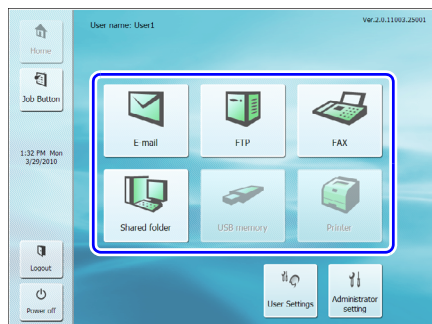 User name: User1
Ver.2.0.11003.25001
Home
Job Button
1:32 PM Mon
3/29/2010
E-mail
FTP
FAX
Shared folder
USB memory
Printer
Logout
Power off
User Settings
Administrator
setting